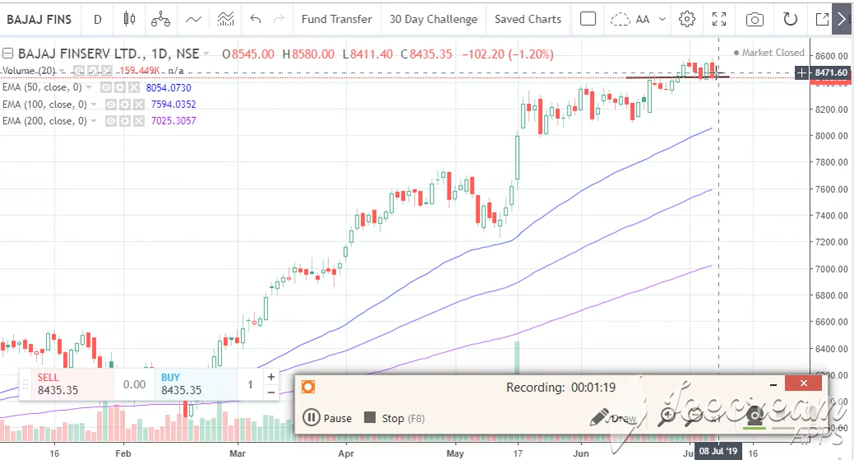 BAJAJ FINS D Fund Transfer 30 Day Challenge Saved Charts AA
BAJAJ FINSERV LTD., 1D, NSE O8545.00 H8580.00 L8411.40 C8435.35 -102.20 (-1.20%)
Market Closed
Volume (20) 159.449K n/a
EMA (50, close, 0) 8054.0730
EMA (100, close, 0) 7594.0352
EMA (200, close, 0) 7025.3057
8600.00
8471.60
8200.00
8000.00
7800.00
7600.00
7400.00
7200.00
7000.00
6800.00
6600.00
6400.00
SELL
8435.35
0.00
BUY
8435.35
1
Recording: 00:01:19
Pause Stop (F8) Draw x1
Icecream
APPS
16 Feb Mar Apr May Jun 08 Jul '19 16